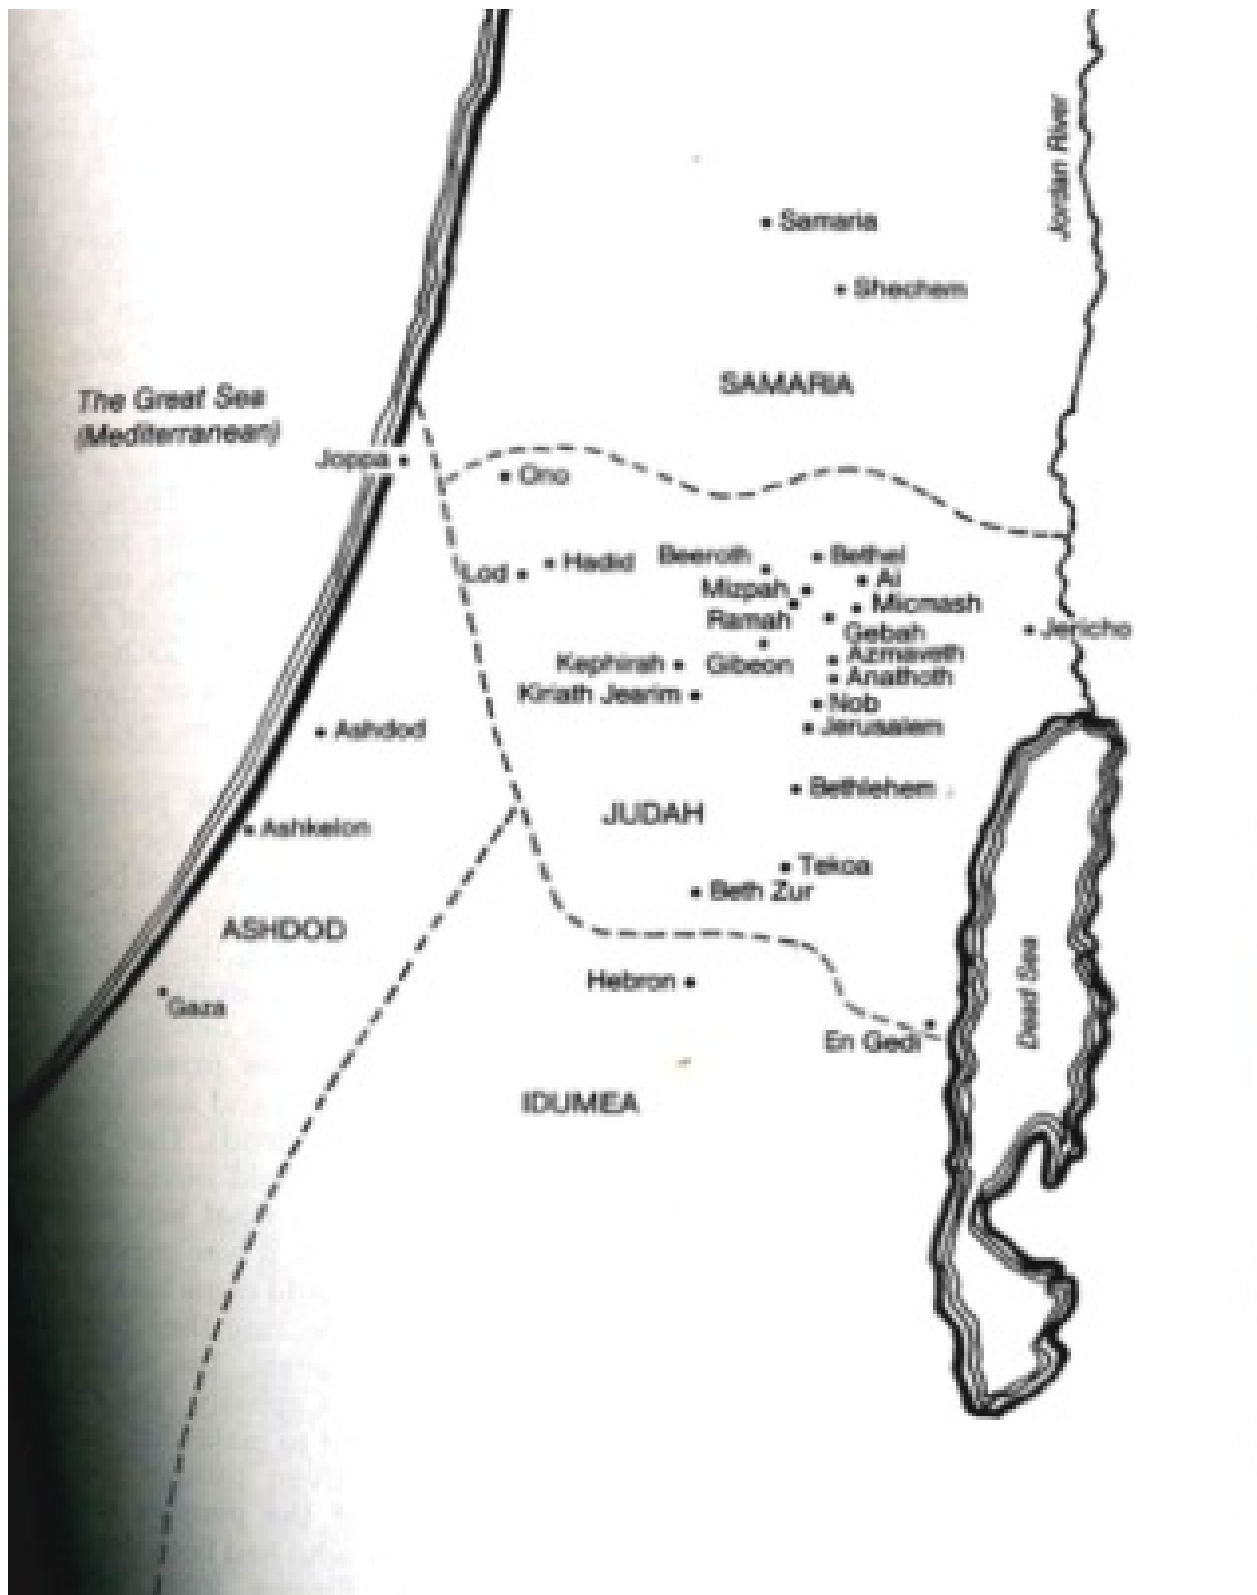 Jordan River
Samaria
Shechem
SAMARIA
The Great Sea
(Mediterranean)
Joppa
Ono
Lod
Hadid
Beeroth
Bethel
Ai
Mizpah
Micmash
Ramah
Gebah
Jericho
Kephirah
Gibeon
Azmaveth
Anathoth
Kiriath Jearim
Nob
Jerusalem
Ashdod
Bethlehem
JUDAH
Ashkelon
Tekoa
Beth Zur
ASHDOD
Hebron
Dead Sea
Gaza
En Gedi
IDUMEA